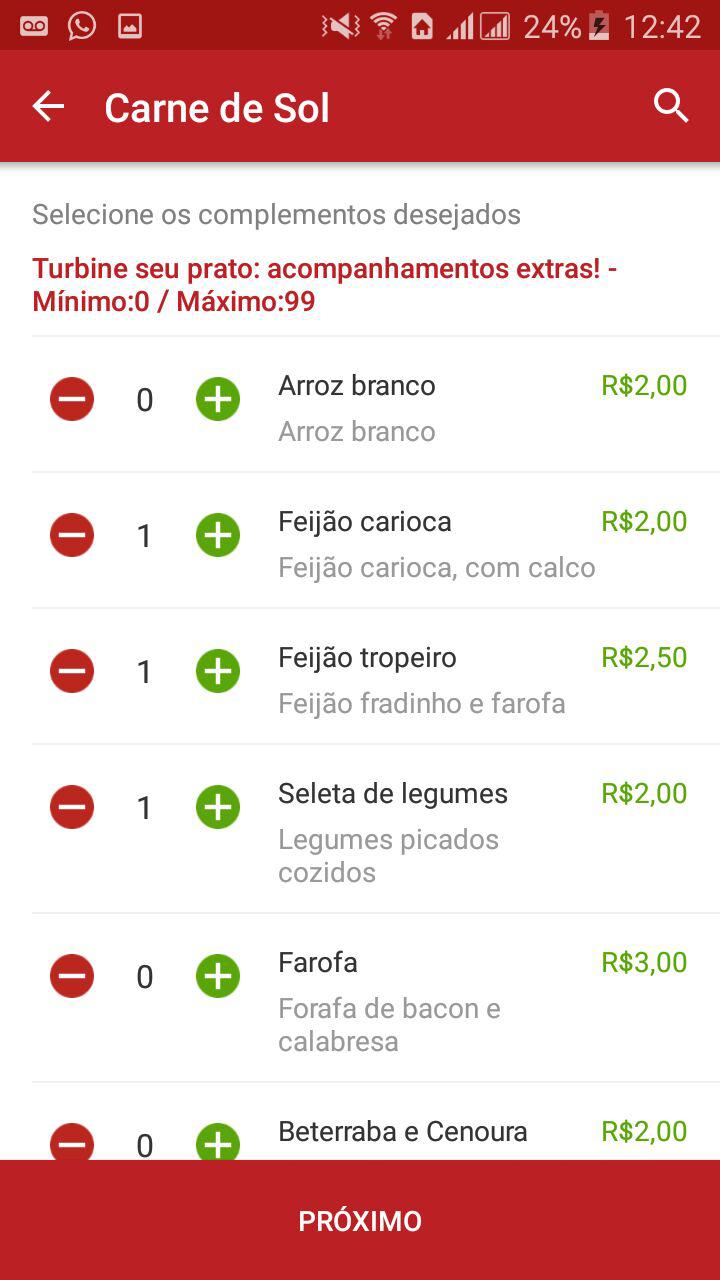 24% 12:42
Carne de Sol
Selecione os complementos desejados
Turbine seu prato: acompanhamentos extras! -
Mínimo:0 / Máximo:99
0 Arroz branco R$2,00
Arroz branco
1 Feijão carioca R$2,00
Feijão carioca, com calco
1 Feijão tropeiro R$2,50
Feijão fradinho e farofa
1 Seleta de legumes R$2,00
Legumes picados
cozidos
0 Farofa R$3,00
Forafa de bacon e
calabresa
0 Beterraba e Cenoura R$2,00
PRÓXIMO